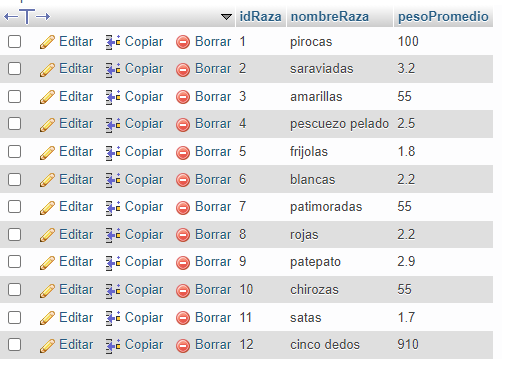 idRaza nombreRaza pesoPromedio
Editar Copiar Borrar 1 pirocas 100
Editar Copiar Borrar 2 saraviadas 3.2
Editar Copiar Borrar 3 amarillas 55
Editar Copiar Borrar 4 pescuezo pelado 2.5
Editar Copiar Borrar 5 frijolas 1.8
Editar Copiar Borrar 6 blancas 2.2
Editar Copiar Borrar 7 patimoradas 55
Editar Copiar Borrar 8 rojas 2.2
Editar Copiar Borrar 9 patepato 2.9
Editar Copiar Borrar 10 chirozas 55
Editar Copiar Borrar 11 satas 1.7
Editar Copiar Borrar 12 cinco dedos 910